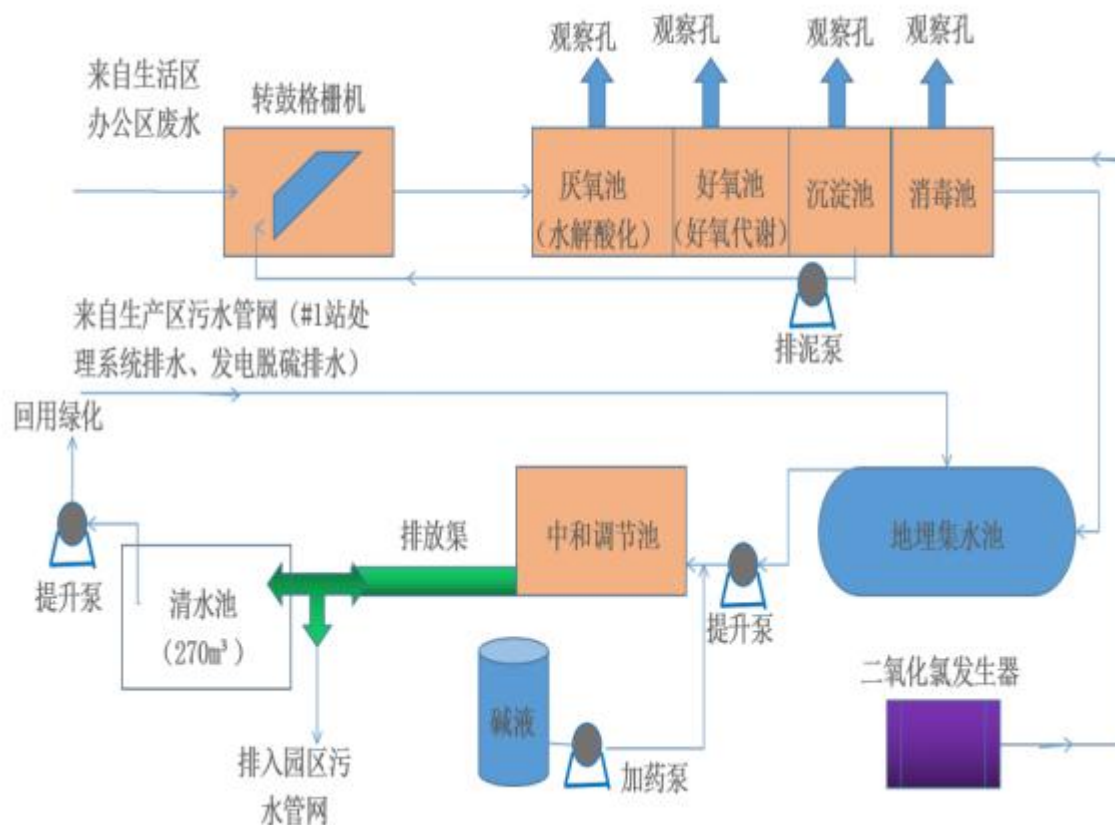 观察孔
观察孔
观察孔
观察孔
来自生活区
办公区废水
转鼓格栅机
厌氧池
（水解酸化）
好氧池
（好氧代谢）
沉淀池
消毒池
排泥泵
来自生产区污水管网（#1站处
理系统排水、发电脱硫排水）
回用绿化
提升泵
清水池
（270m³）
排放渠
中和调节池
提升泵
地埋集水池
碱液
加药泵
二氧化氯发生器
排入园区污
水管网